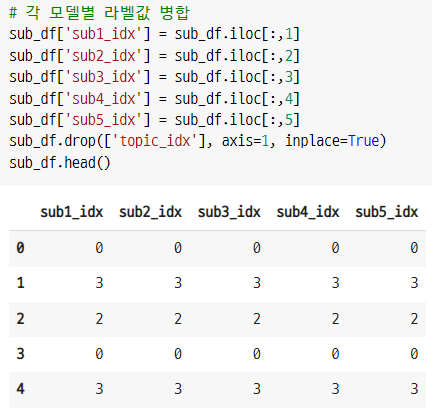 # 각 모델별 라벨값 병합
sub_df['sub1_idx'] = sub_df.iloc[:,1]
sub_df['sub2_idx'] = sub_df.iloc[:,2]
sub_df['sub3_idx'] = sub_df.iloc[:,3]
sub_df['sub4_idx'] = sub_df.iloc[:,4]
sub_df['sub5_idx'] = sub_df.iloc[:,5]
sub_df.drop(['topic_idx'], axis=1, inplace=True)
sub_df.head()
sub1_idx sub2_idx sub3_idx sub4_idx sub5_idx
0 0 0 0 0 0
1 3 3 3 3 3
2 2 2 2 2 2
3 0 0 0 0 0
4 3 3 3 3 3